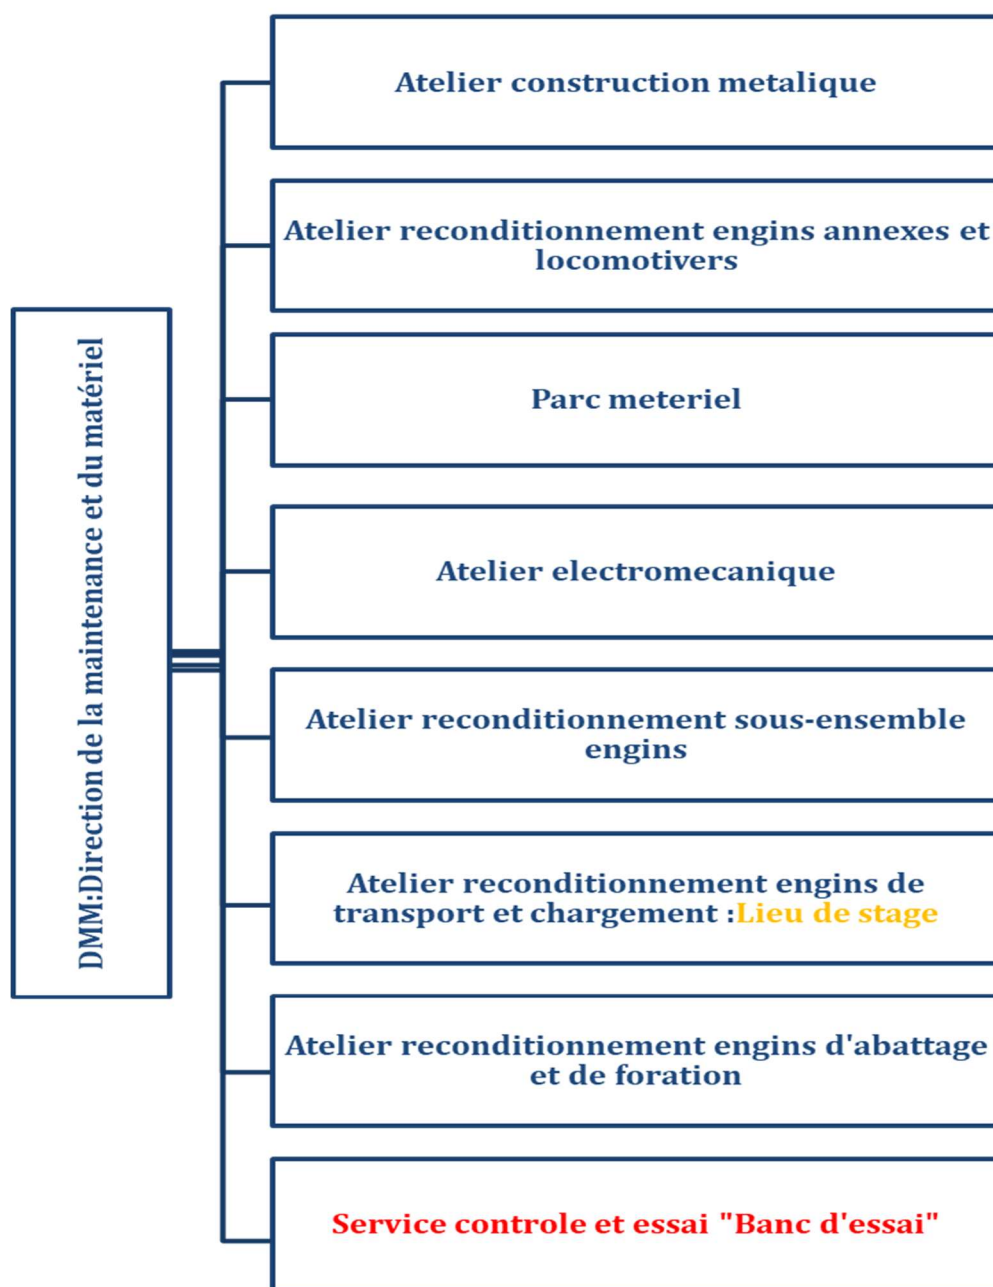 Atelier construction metalique
Atelier reconditionnement engins annexes et
locomotivers
Parc meteriel
Atelier electromecanique
Atelier reconditionnement sous-ensemble
engins
Atelier reconditionnement engins de
transport et chargement :Lieu de stage
Atelier reconditionnement engins d'abattage
et de foration
Service controle et essai "Banc d'essai"
DMM:Direction de la maintenance et du matériel